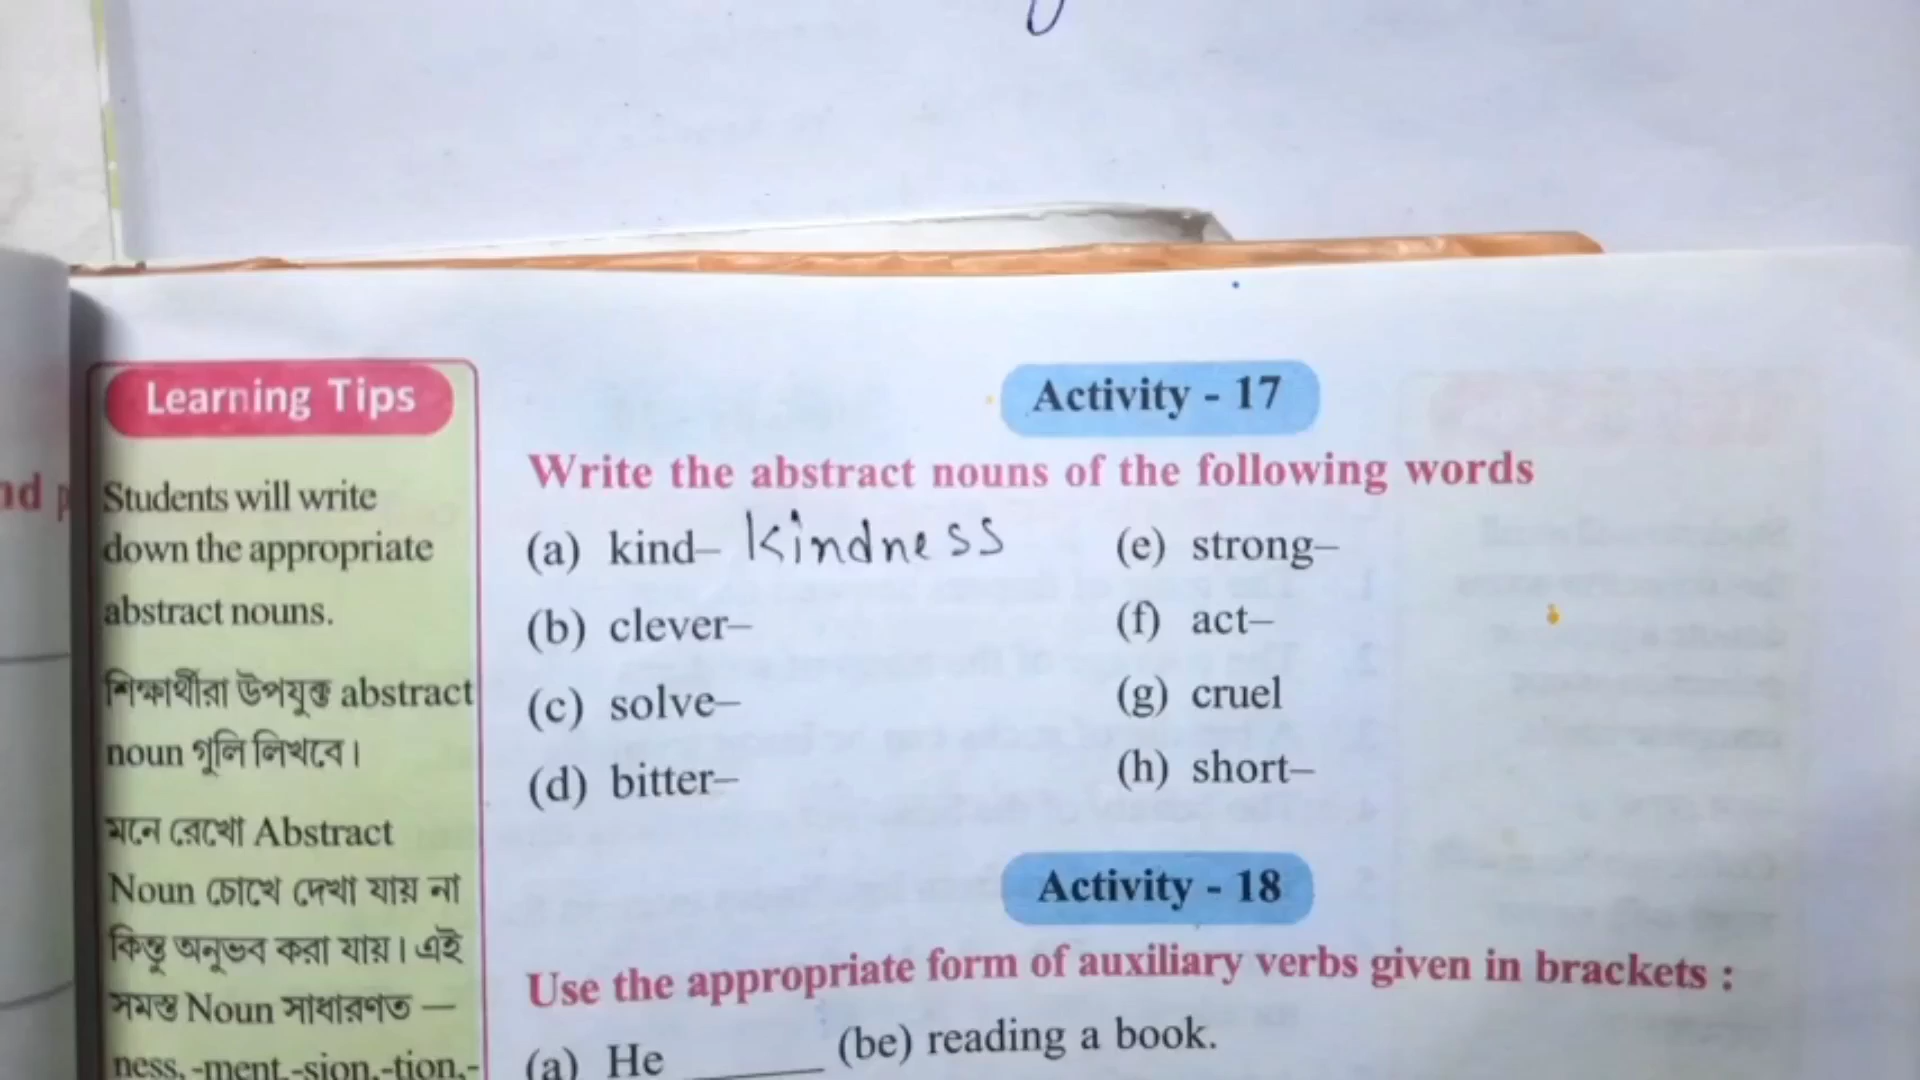 Learning Tips
Students will write
down the appropriate
abstract nouns.
শিক্ষার্থীরা উপযুক্ত abstract
noun গুলি লিখবে।
মনে রেখো Abstract
Noun চোখে দেখা যায় না
কিন্তু অনুভব করা যায়। এই
সমস্ত Noun সাধারণত —
ness,-ment,-sion,-tion,-
Activity - 17
Write the abstract nouns of the following words
(a) kind– kindness
(b) clever–
(c) solve–
(d) bitter–
(e) strong–
(f) act–
(g) cruel
(h) short–
Activity - 18
Use the appropriate form of auxiliary verbs given in brackets :
(a) He ______ (be) reading a book.